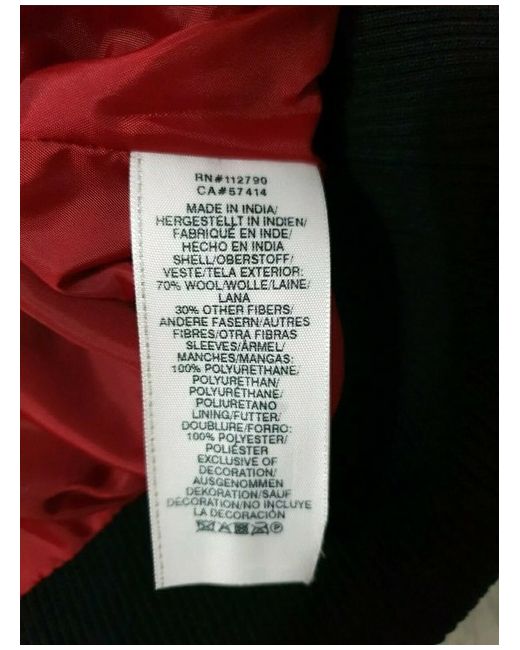 RN#112790
CA#57414
MADE IN INDIA/
HERGESTELLT IN INDIEN/
FABRIQUÉ EN INDE/
HECHO EN INDIA
SHELL/OBERSTOFF/
VESTE/TELA EXTERIOR:
70% WOOL/WOLLE/LAINE/
LANA
30% OTHER FIBERS/
ANDERE FASERN/AUTRES
FIBRES/OTRA FIBRAS
SLEEVES/ÄRMEL/
MANCHES/MANGAS:
100% POLYURETHANE/
POLYURETHAN/
POLYURÉTHANE/
POLIURETANO
LINING/FUTTER/
DOUBLURE/FORRO:
100% POLYESTER/
POLIÉSTER
EXCLUSIVE OF
DECORATION/
AUSGENOMMEN
DEKORATION/SAUF
DÉCORATION/NO INCLUYE
LA DECORACIÓN